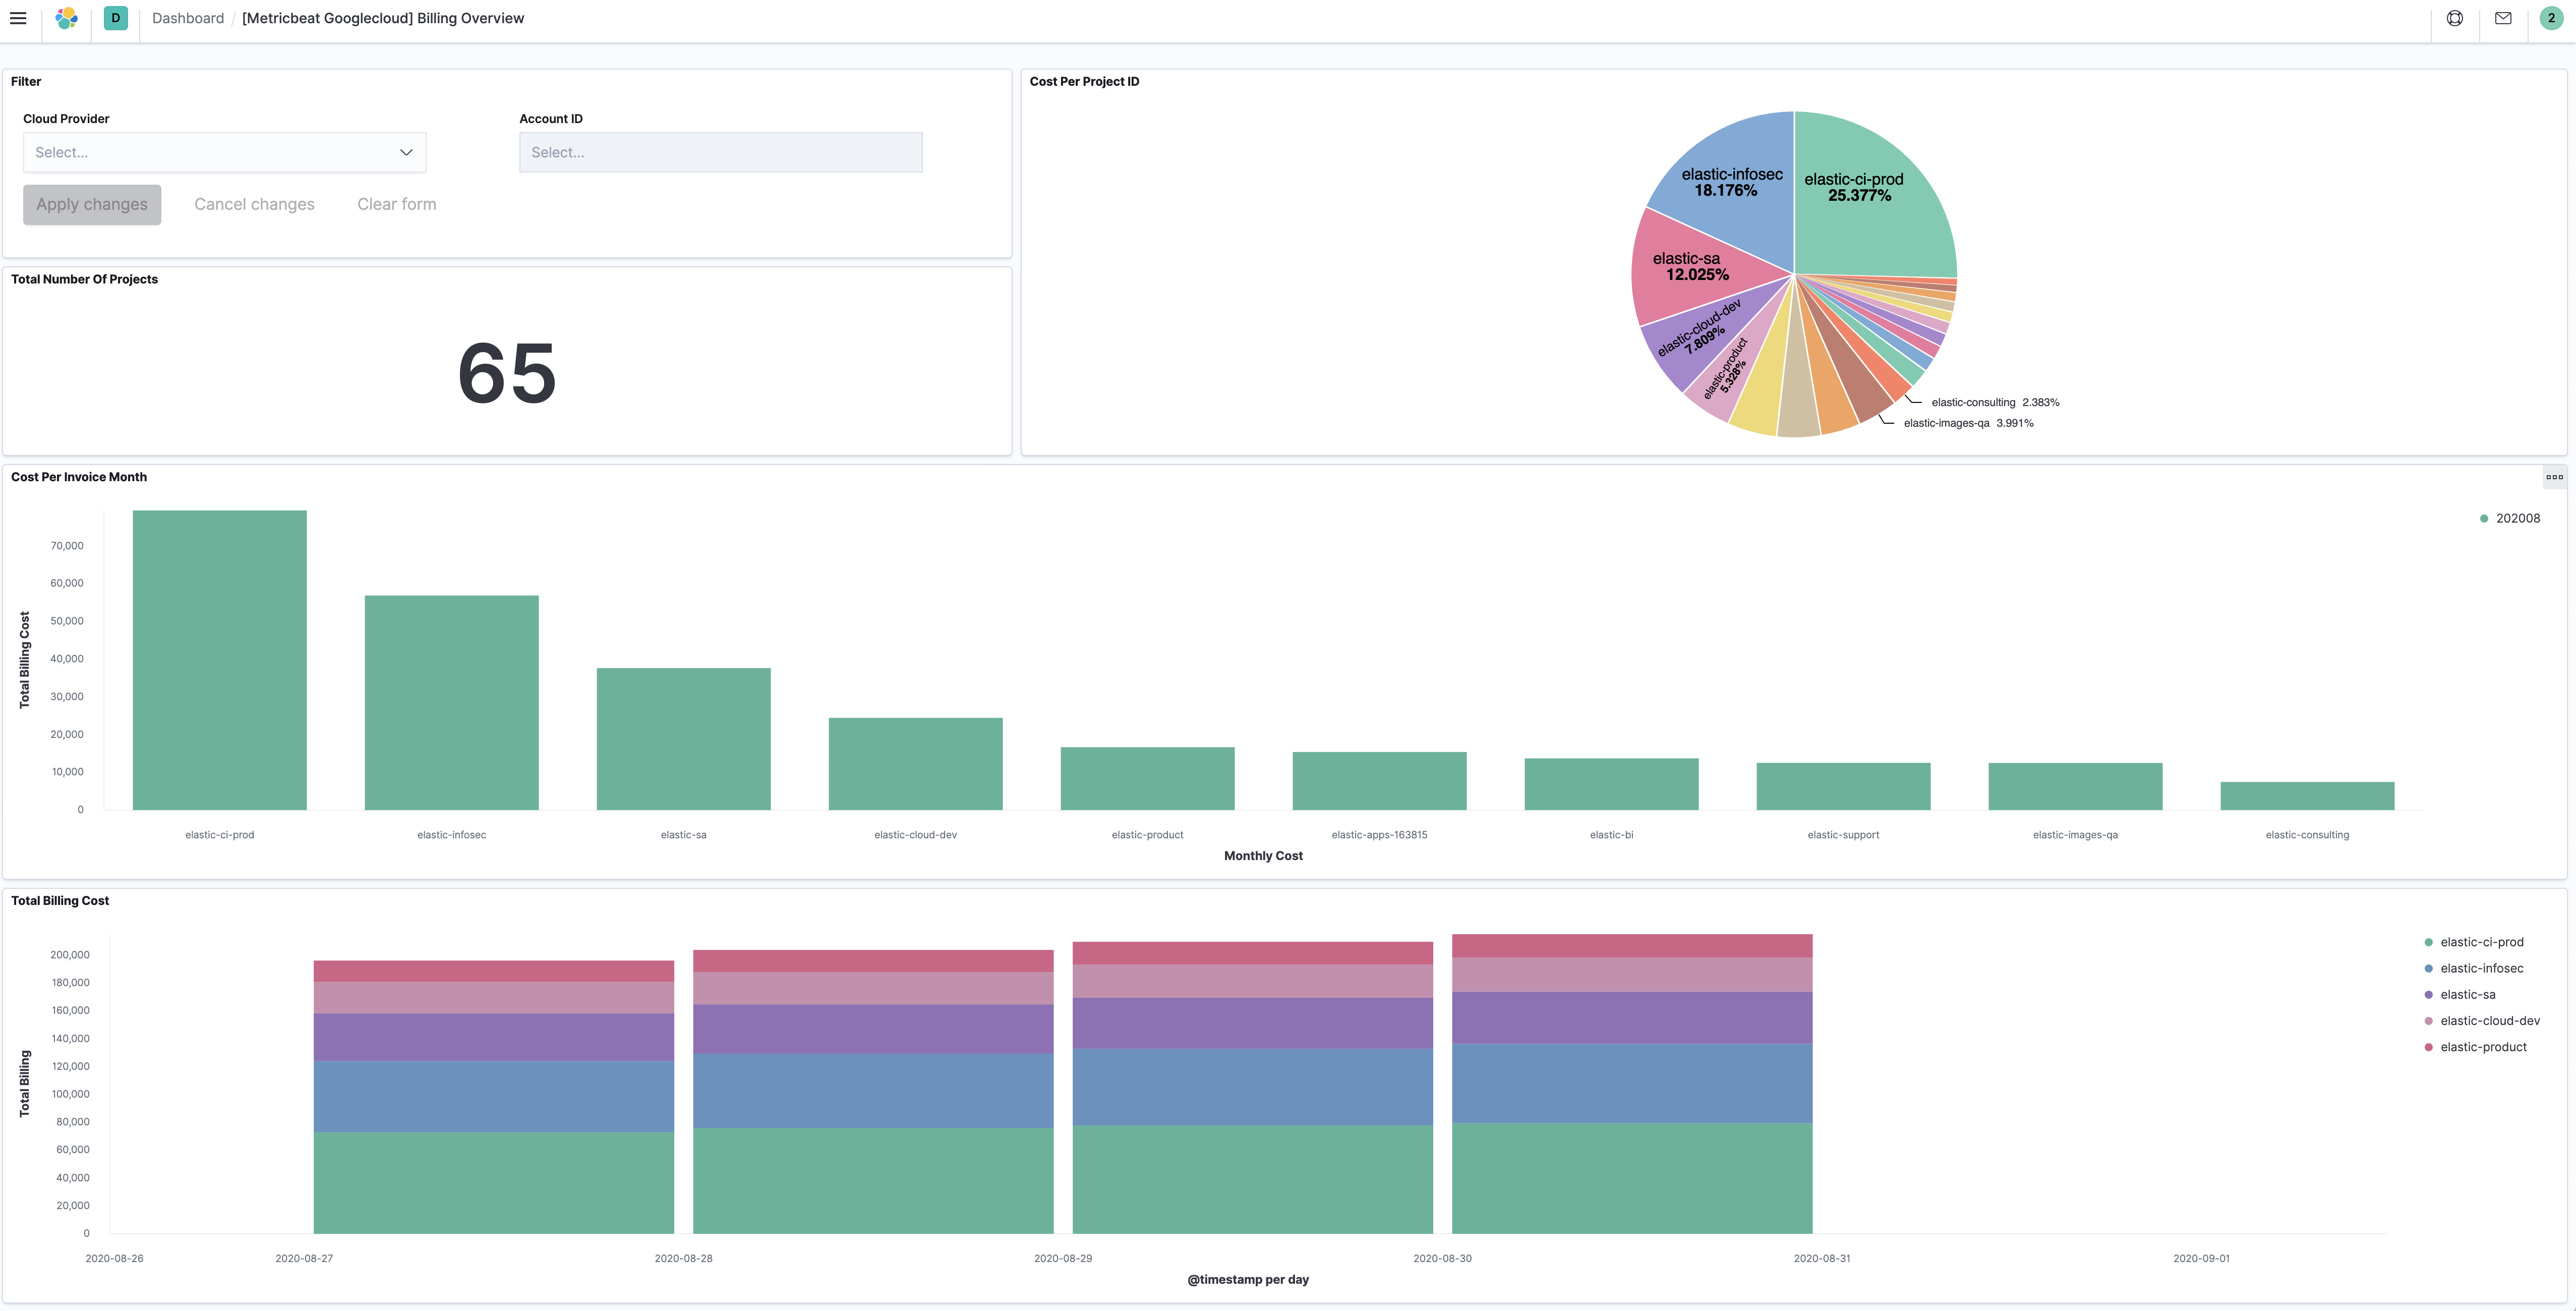 D Dashboard / [Metricbeat Googlecloud] Billing Overview 2
Filter
Cloud Provider
Select...
Account ID
Select...
Apply changes Cancel changes Clear form
Total Number Of Projects
65
Cost Per Project ID
elastic-infosec
18.176%
elastic-ci-prod
25.377%
elastic-sa
12.025%
elastic-cloud-dev
7.809%
elastic-product
5.328%
elastic-consulting 2.383%
elastic-images-qa 3.991%
Cost Per Invoice Month
202008
Total Billing Cost
70,000
60,000
50,000
40,000
30,000
20,000
10,000
0
elastic-ci-prod elastic-infosec elastic-sa elastic-cloud-dev elastic-product elastic-apps-163815 elastic-bi elastic-support elastic-images-qa elastic-consulting
Monthly Cost
Total Billing Cost
Total Billing
200,000
180,000
160,000
140,000
120,000
100,000
80,000
60,000
40,000
20,000
0
2020-08-26 2020-08-27 2020-08-28 2020-08-29 2020-08-30 2020-08-31 2020-09-01
@timestamp per day
elastic-ci-prod
elastic-infosec
elastic-sa
elastic-cloud-dev
elastic-product